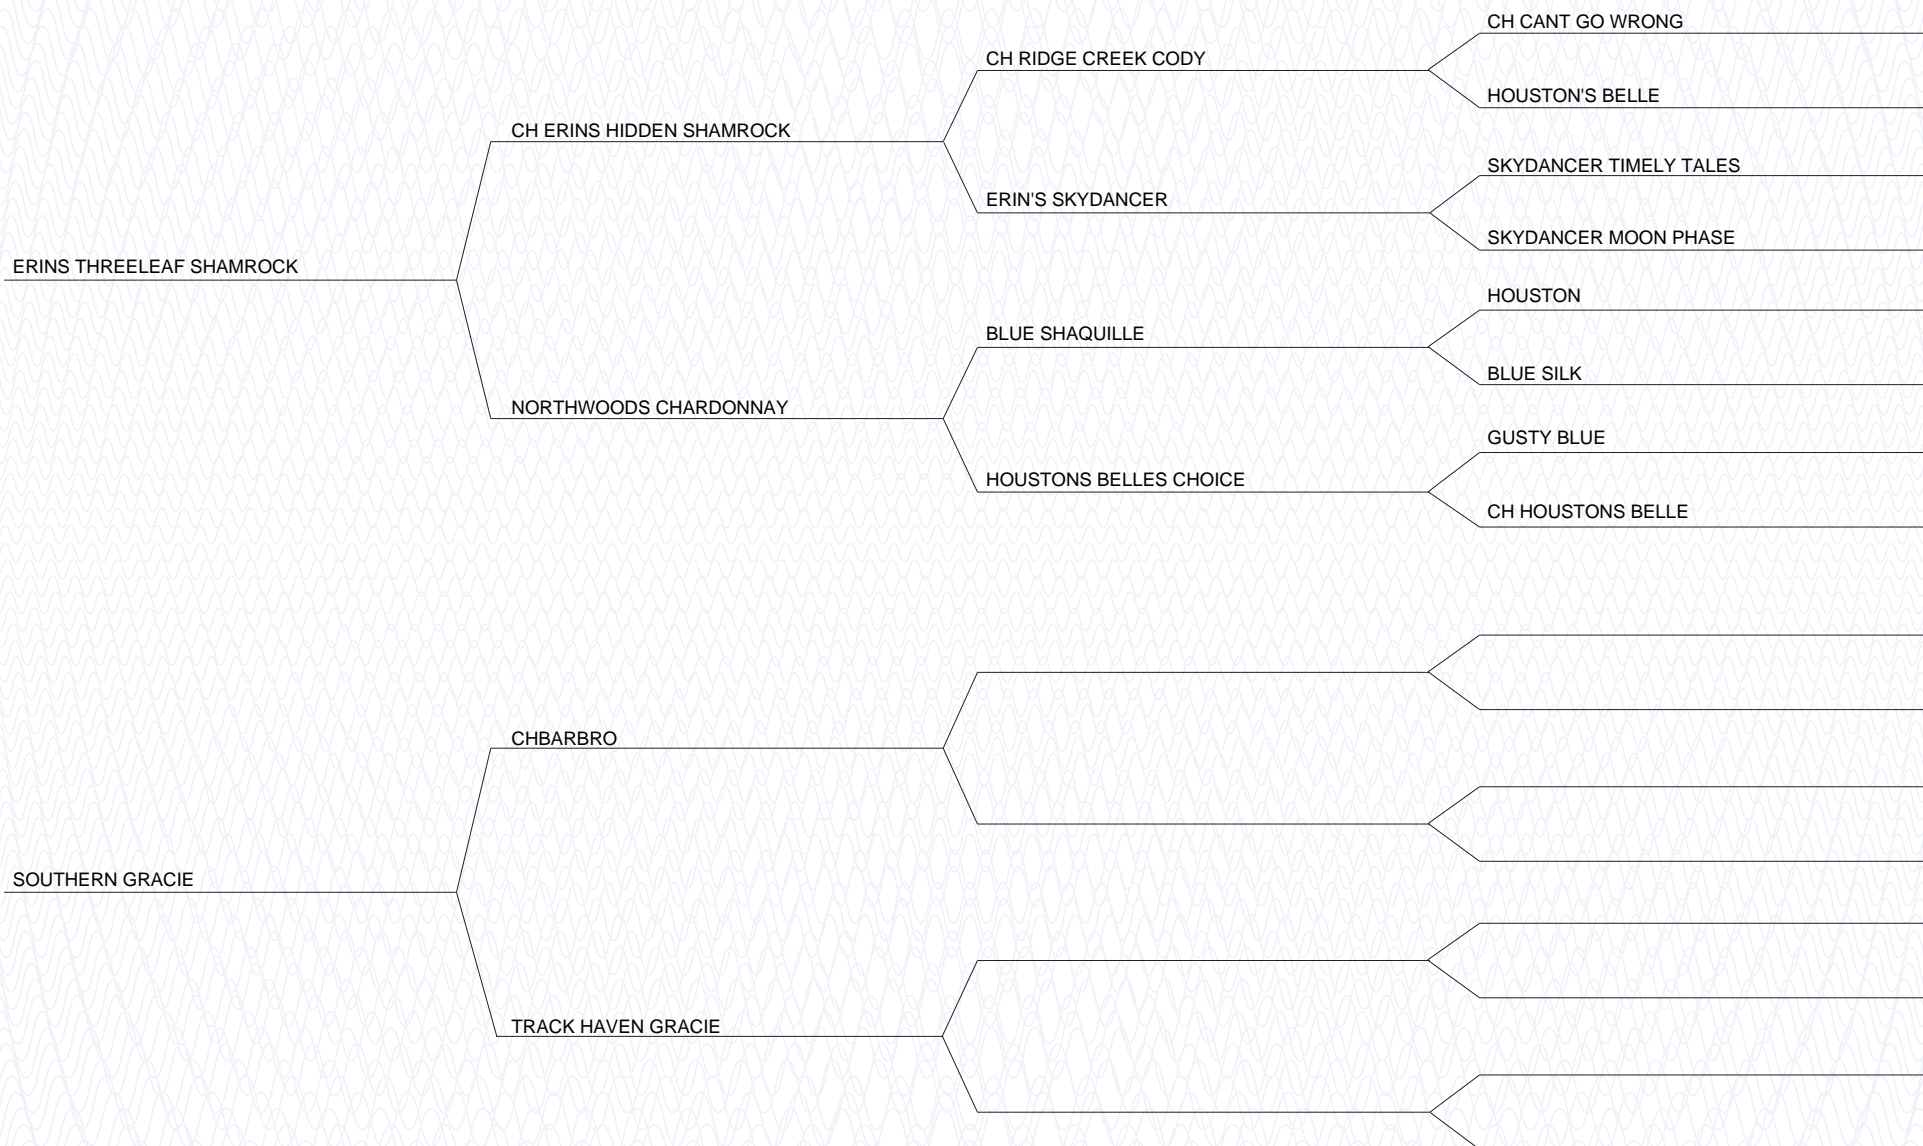 CH CANT GO WRONG
CH RIDGE CREEK CODY
HOUSTON'S BELLE
CH ERINS HIDDEN SHAMROCK
SKYDANCER TIMELY TALES
ERIN'S SKYDANCER
SKYDANCER MOON PHASE
ERINS THREELEAF SHAMROCK
HOUSTON
BLUE SHAQUILLE
BLUE SILK
NORTHWOODS CHARDONNAY
GUSTY BLUE
HOUSTONS BELLES CHOICE
CH HOUSTONS BELLE
CHBARBRO
SOUTHERN GRACIE
TRACK HAVEN GRACIE